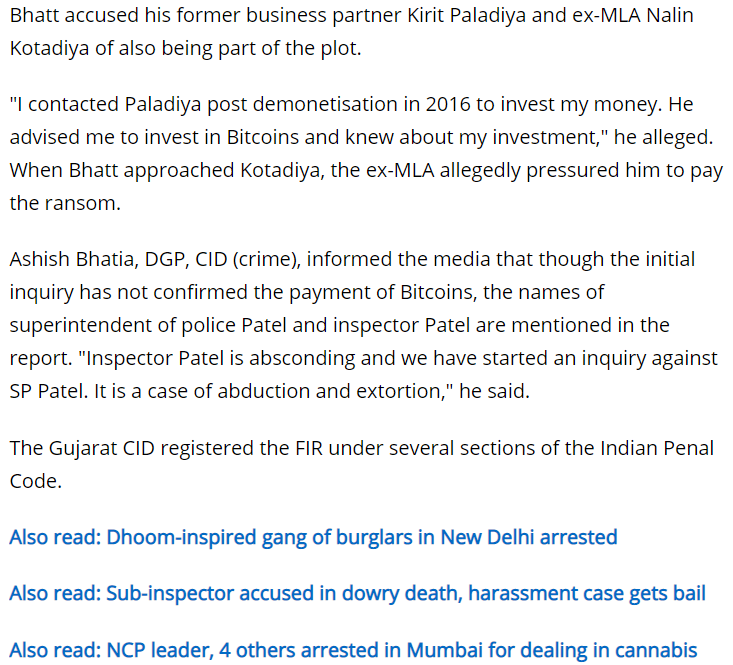 Bhatt accused his former business partner Kirit Paladiya and ex-MLA Nalin
Kotadiya of also being part of the plot.
"I contacted Paladiya post demonetisation in 2016 to invest my money. He
advised me to invest in Bitcoins and knew about my investment," he alleged.
When Bhatt approached Kotadiya, the ex-MLA allegedly pressured him to pay
the ransom.
Ashish Bhatia, DGP, CID (crime), informed the media that though the initial
inquiry has not confirmed the payment of Bitcoins, the names of
superintendent of police Patel and inspector Patel are mentioned in the
report. "Inspector Patel is absconding and we have started an inquiry against
SP Patel. It is a case of abduction and extortion," he said.
The Gujarat CID registered the FIR under several sections of the Indian Penal
Code.
Also read: Dhoom-inspired gang of burglars in New Delhi arrested
Also read: Sub-inspector accused in dowry death, harassment case gets bail
Also read: NCP leader, 4 others arrested in Mumbai for dealing in cannabis